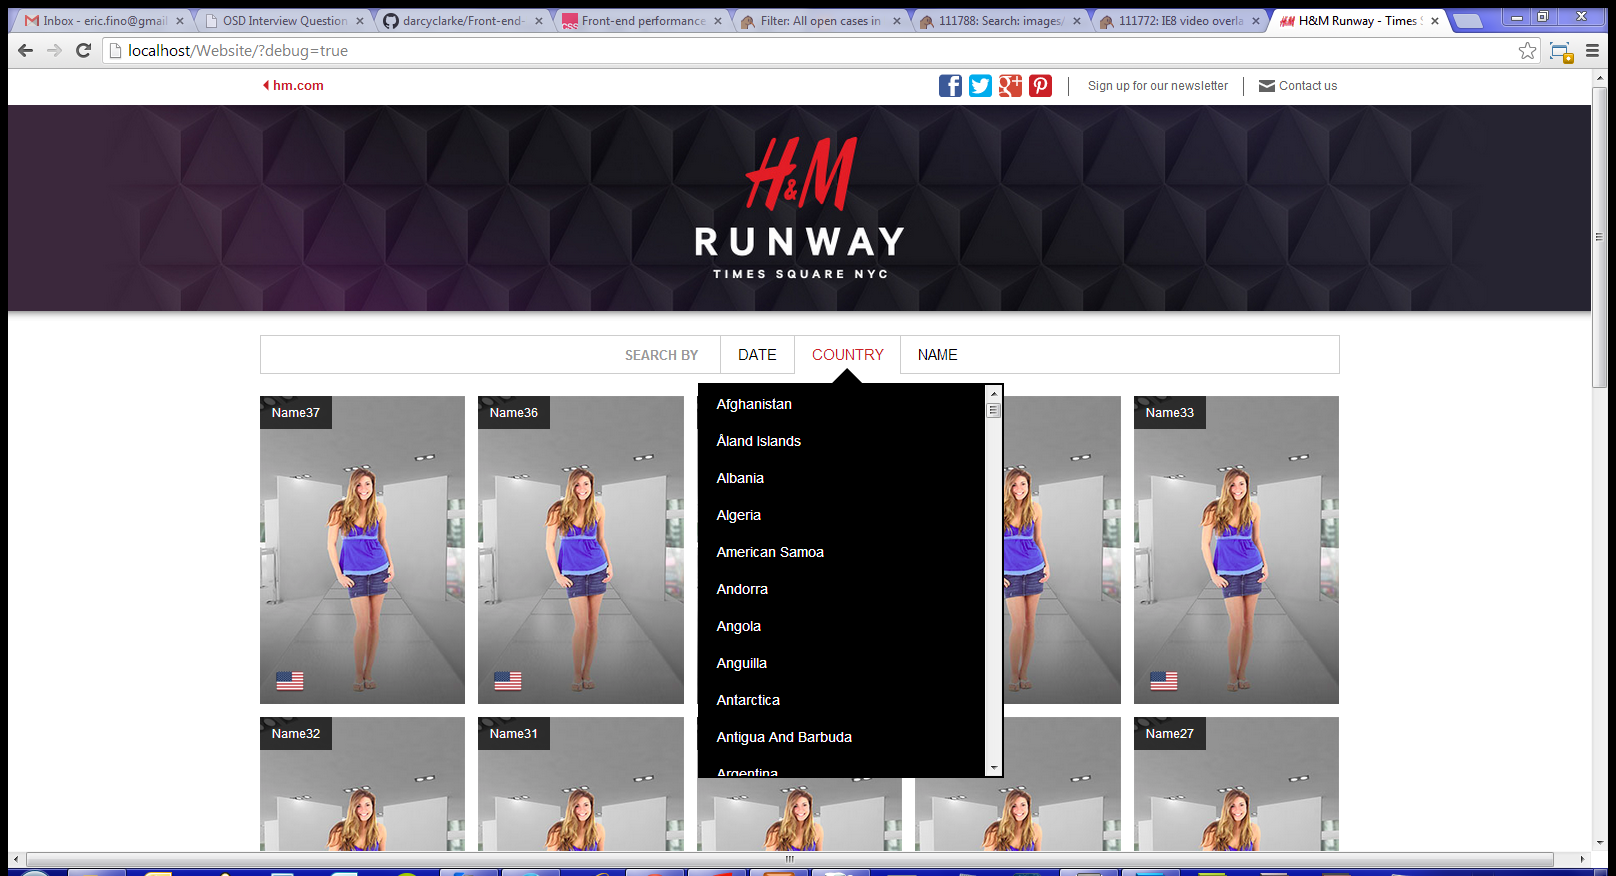 Inbox - eric.fino@gmail
OSD Interview Question
darcyclarke/Front-end-
Front-end performance
Filter: All open cases in
111788: Search: images/
111772: IE8 video overla
H&M Runway - Times S
localhost/Website/?debug=true
hm.com
Sign up for our newsletter
Contact us
H&M
RUNWAY
TIMES SQUARE NYC
SEARCH BY
DATE
COUNTRY
NAME
Afghanistan
Åland Islands
Albania
Algeria
American Samoa
Andorra
Angola
Anguilla
Antarctica
Antigua And Barbuda
Argentina
Name37
Name36
Name33
Name32
Name31
Name27